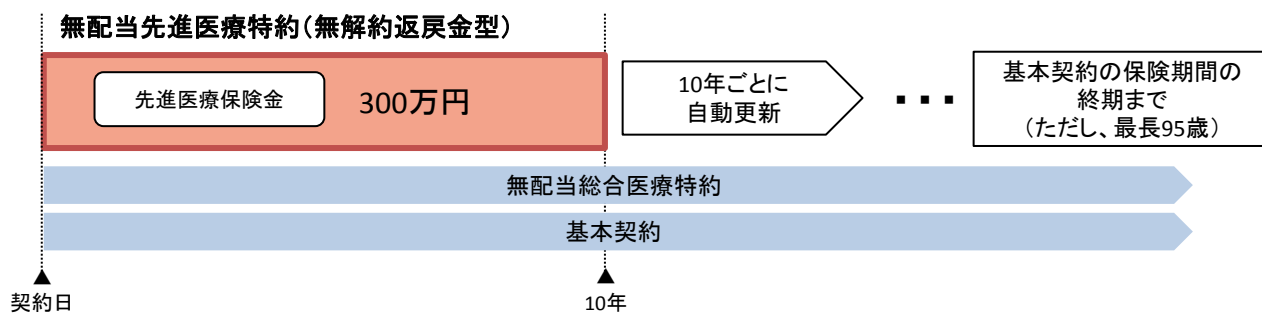 無配当先進医療特約（無解約返戻金型）
先進医療保険金
300万円
10年ごとに
自動更新
・・・
基本契約の保険期間の
終期まで
（ただし、最長95歳）
無配当総合医療特約
基本契約
契約日
10年